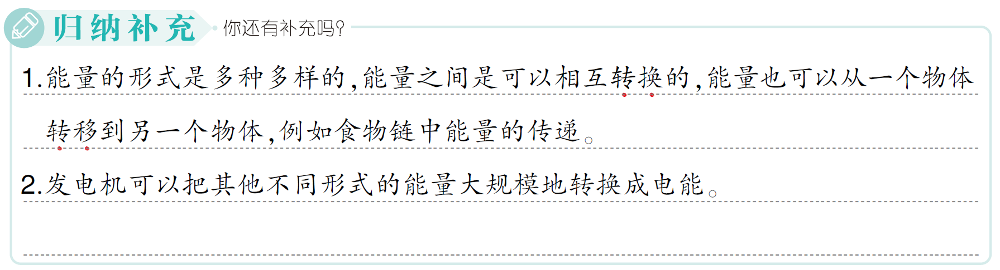 归纳补充 你还有补充吗?
1.能量的形式是多种多样的,能量之间是可以相互转换的,能量也可以从一个物体
转移到另一个物体,例如食物链中能量的传递。
2.发电机可以把其他不同形式的能量大规模地转换成电能。